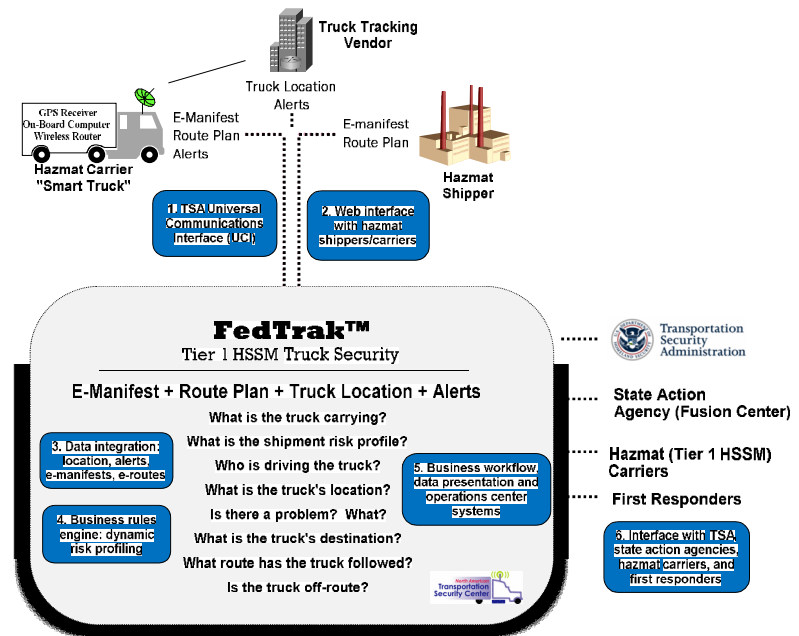 Truck Tracking
Vendor
Truck Location
Alerts
GPS Receiver
On-Board Computer
Wireless Router
E-Manifest
Route Plan
Alerts
E-manifest
Route Plan
Hazmat Carrier
"Smart Truck"
Hazmat
Shipper
1. TSA Universal
Communications
Interface (UCI)
2. Web interface
with hazmat
shippers/carriers
FedTrak™
Tier 1 HSSM Truck Security
E-Manifest + Route Plan + Truck Location + Alerts
What is the truck carrying?
What is the shipment risk profile?
Who is driving the truck?
What is the truck's location?
Is there a problem? What?
What is the truck's destination?
What route has the truck followed?
Is the truck off-route?
3. Data integration:
location, alerts,
e-manifests, e-routes
4. Business rules
engine: dynamic
risk profiling
5. Business workflow,
data presentation and
operations center
systems
North American
Transportation
Security Center
Transportation
Security
Administration
State Action
Agency (Fusion Center)
Hazmat (Tier 1 HSSM)
Carriers
First Responders
6. Interface with TSA,
state action agencies,
hazmat carriers, and
first responders